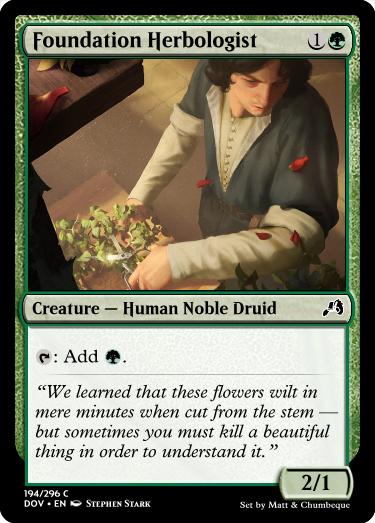 Foundation Herbologist 1
Creature — Human Noble Druid
: Add .
“We learned that these flowers wilt in
mere minutes when cut from the stem —
but sometimes you must kill a beautiful
thing in order to understand it.”
2/1
194/296 C
DOV • EN Stephen Stark
Set by Matt & Chumbeque